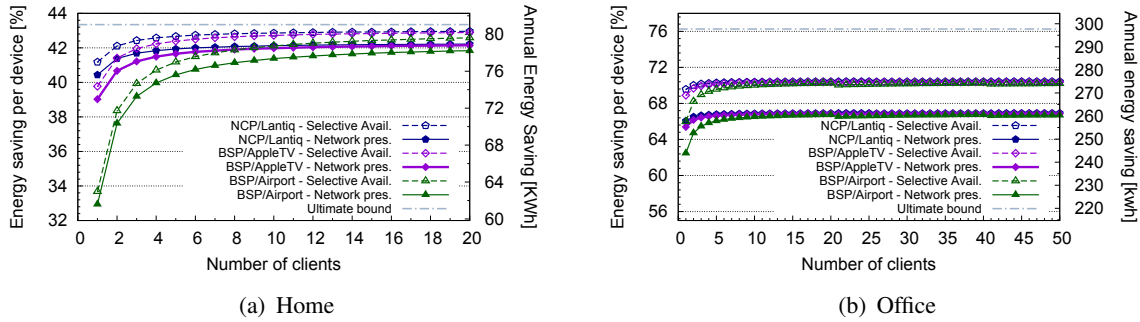 44
42
40
38
36
34
32
Energy saving per device [%]
80
76
72
68
64
60
Annual Energy Saving [KWh]
0 2 4 6 8 10 12 14 16 18 20
Number of clients
NCP/Lantiq - Selective Avail.
NCP/Lantiq - Network pres.
BSP/AppleTV - Selective Avail.
BSP/AppleTV - Network pres.
BSP/Airport - Selective Avail.
BSP/Airport - Network pres.
Ultimate bound
(a) Home
76
72
68
64
60
56
Energy saving per device [%]
300
290
280
270
260
250
240
230
220
Annual energy saving [kwh]
0 5 10 15 20 25 30 35 40 45 50
Number of clients
NCP/Lantiq - Selective Avail.
NCP/Lantiq - Network pres.
BSP/AppleTV - Selective Avail.
BSP/AppleTV - Network pres.
BSP/Airport - Selective Avail.
BSP/Airport - Network pres.
Ultimate bound
(b) Office